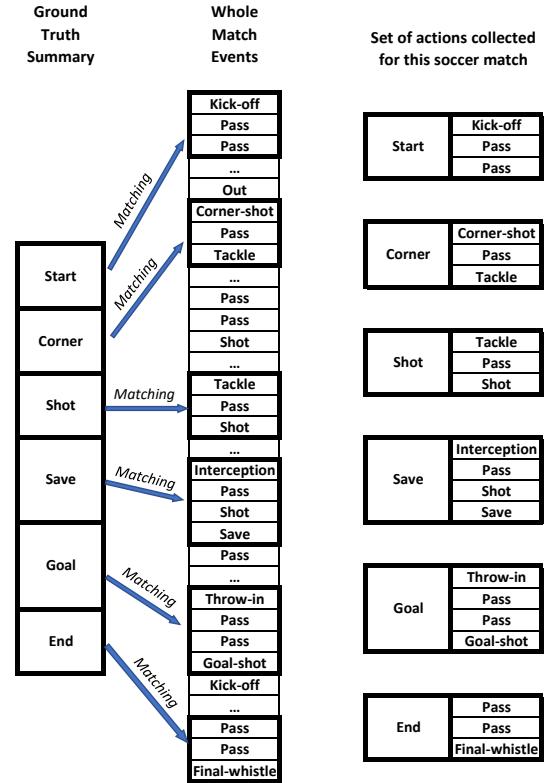 Ground
Truth
Summary
Start
Corner
Shot
Save
Goal
End
Matching
Matching
Matching
Matching
Matching
Matching
Whole
Match
Events
Kick-off
Pass
Pass
...
Out
Corner-shot
Pass
Tackle
...
Pass
Pass
Shot
...
Tackle
Pass
Shot
...
Interception
Pass
Shot
Save
Pass
...
Throw-in
Pass
Pass
Goal-shot
Kick-off
...
Pass
Pass
Final-whistle
Set of actions collected
for this soccer match
Start
Kick-off
Pass
Pass
Corner
Corner-shot
Pass
Tackle
Shot
Tackle
Pass
Shot
Save
Interception
Pass
Shot
Save
Goal
Throw-in
Pass
Pass
Goal-shot
End
Pass
Pass
Final-whistle